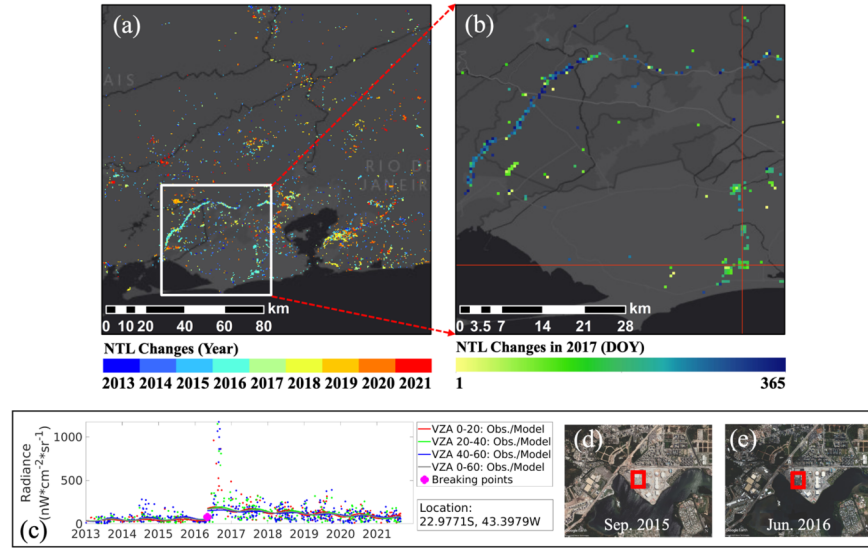 (a)
AIS
RIO DE
JANEIR
km
0 10 20 40 60 80
NTL Changes (Year)
2013 2014 2015 2016 2017 2018 2019 2020 2021
(b)
km
0 3.5 7 14 21 28
NTL Changes in 2017 (DOY)
1 365
(c)
Radiance
(nW*cm-2*sr-1)
1000
500
0
2013 2014 2015 2016 2017 2018 2019 2020 2021
VZA 0-20: Obs./Model
VZA 20-40: Obs./Model
VZA 40-60: Obs./Model
VZA 0-60: Obs./Model
Breaking points
Location:
22.9771S, 43.3979W
(d)
Sep. 2015
(e)
Jun. 2016